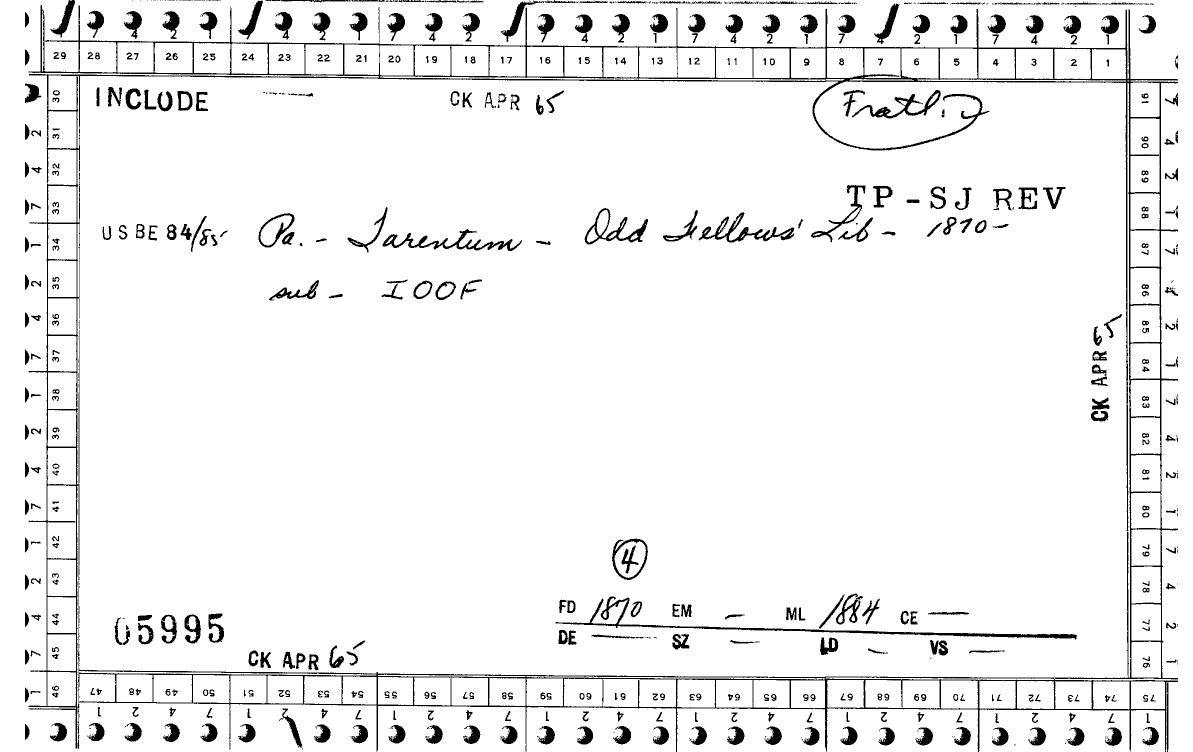 7 4 2 1 7 4 2 1 7 4 2 1 7 4 2 1 7 4 2 1 7 4 2 1
29 28 27 26 25 24 23 22 21 20 19 18 17 16 15 14 13 12 11 10 9 8 7 6 5 4 3 2 1
INCLODE — CK APR 65
TP-SJ REV
USBE 84/85 Pa. - Tarentum - Odd Fellows' Lib - 1870-
sub - IOOF
CK APR 65
4
FD 1870 EM — ML 1884 CE —
DE — SZ — LD — VS —
05995
CK APR 65
30 31 32 33 34 35 36 37 38 39 40 41 42 43 44 45 46
91 90 89 88 87 86 85 84 83 82 81 80 79 78 77 76 75
47 48 49 50 51 52 53 54 55 56 57 58 59 60 61 62 63 64 65 66 67 68 69 70 71 72 73 74
1 2 4 7 1 2 4 7 1 2 4 7 1 2 4 7 1 2 4 7 1 2 4 7 1 2 4 7 1